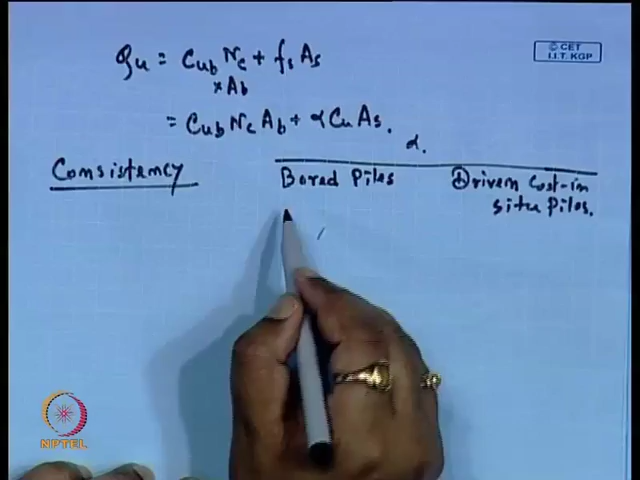 Qu = Cub Nc + fs As
× Ab
= Cub Nc Ab + α Cu As.
α.
Consistency Bored Piles Driven Cast-in
situ Piles.
© CET
I.I.T. KGP
NPTEL